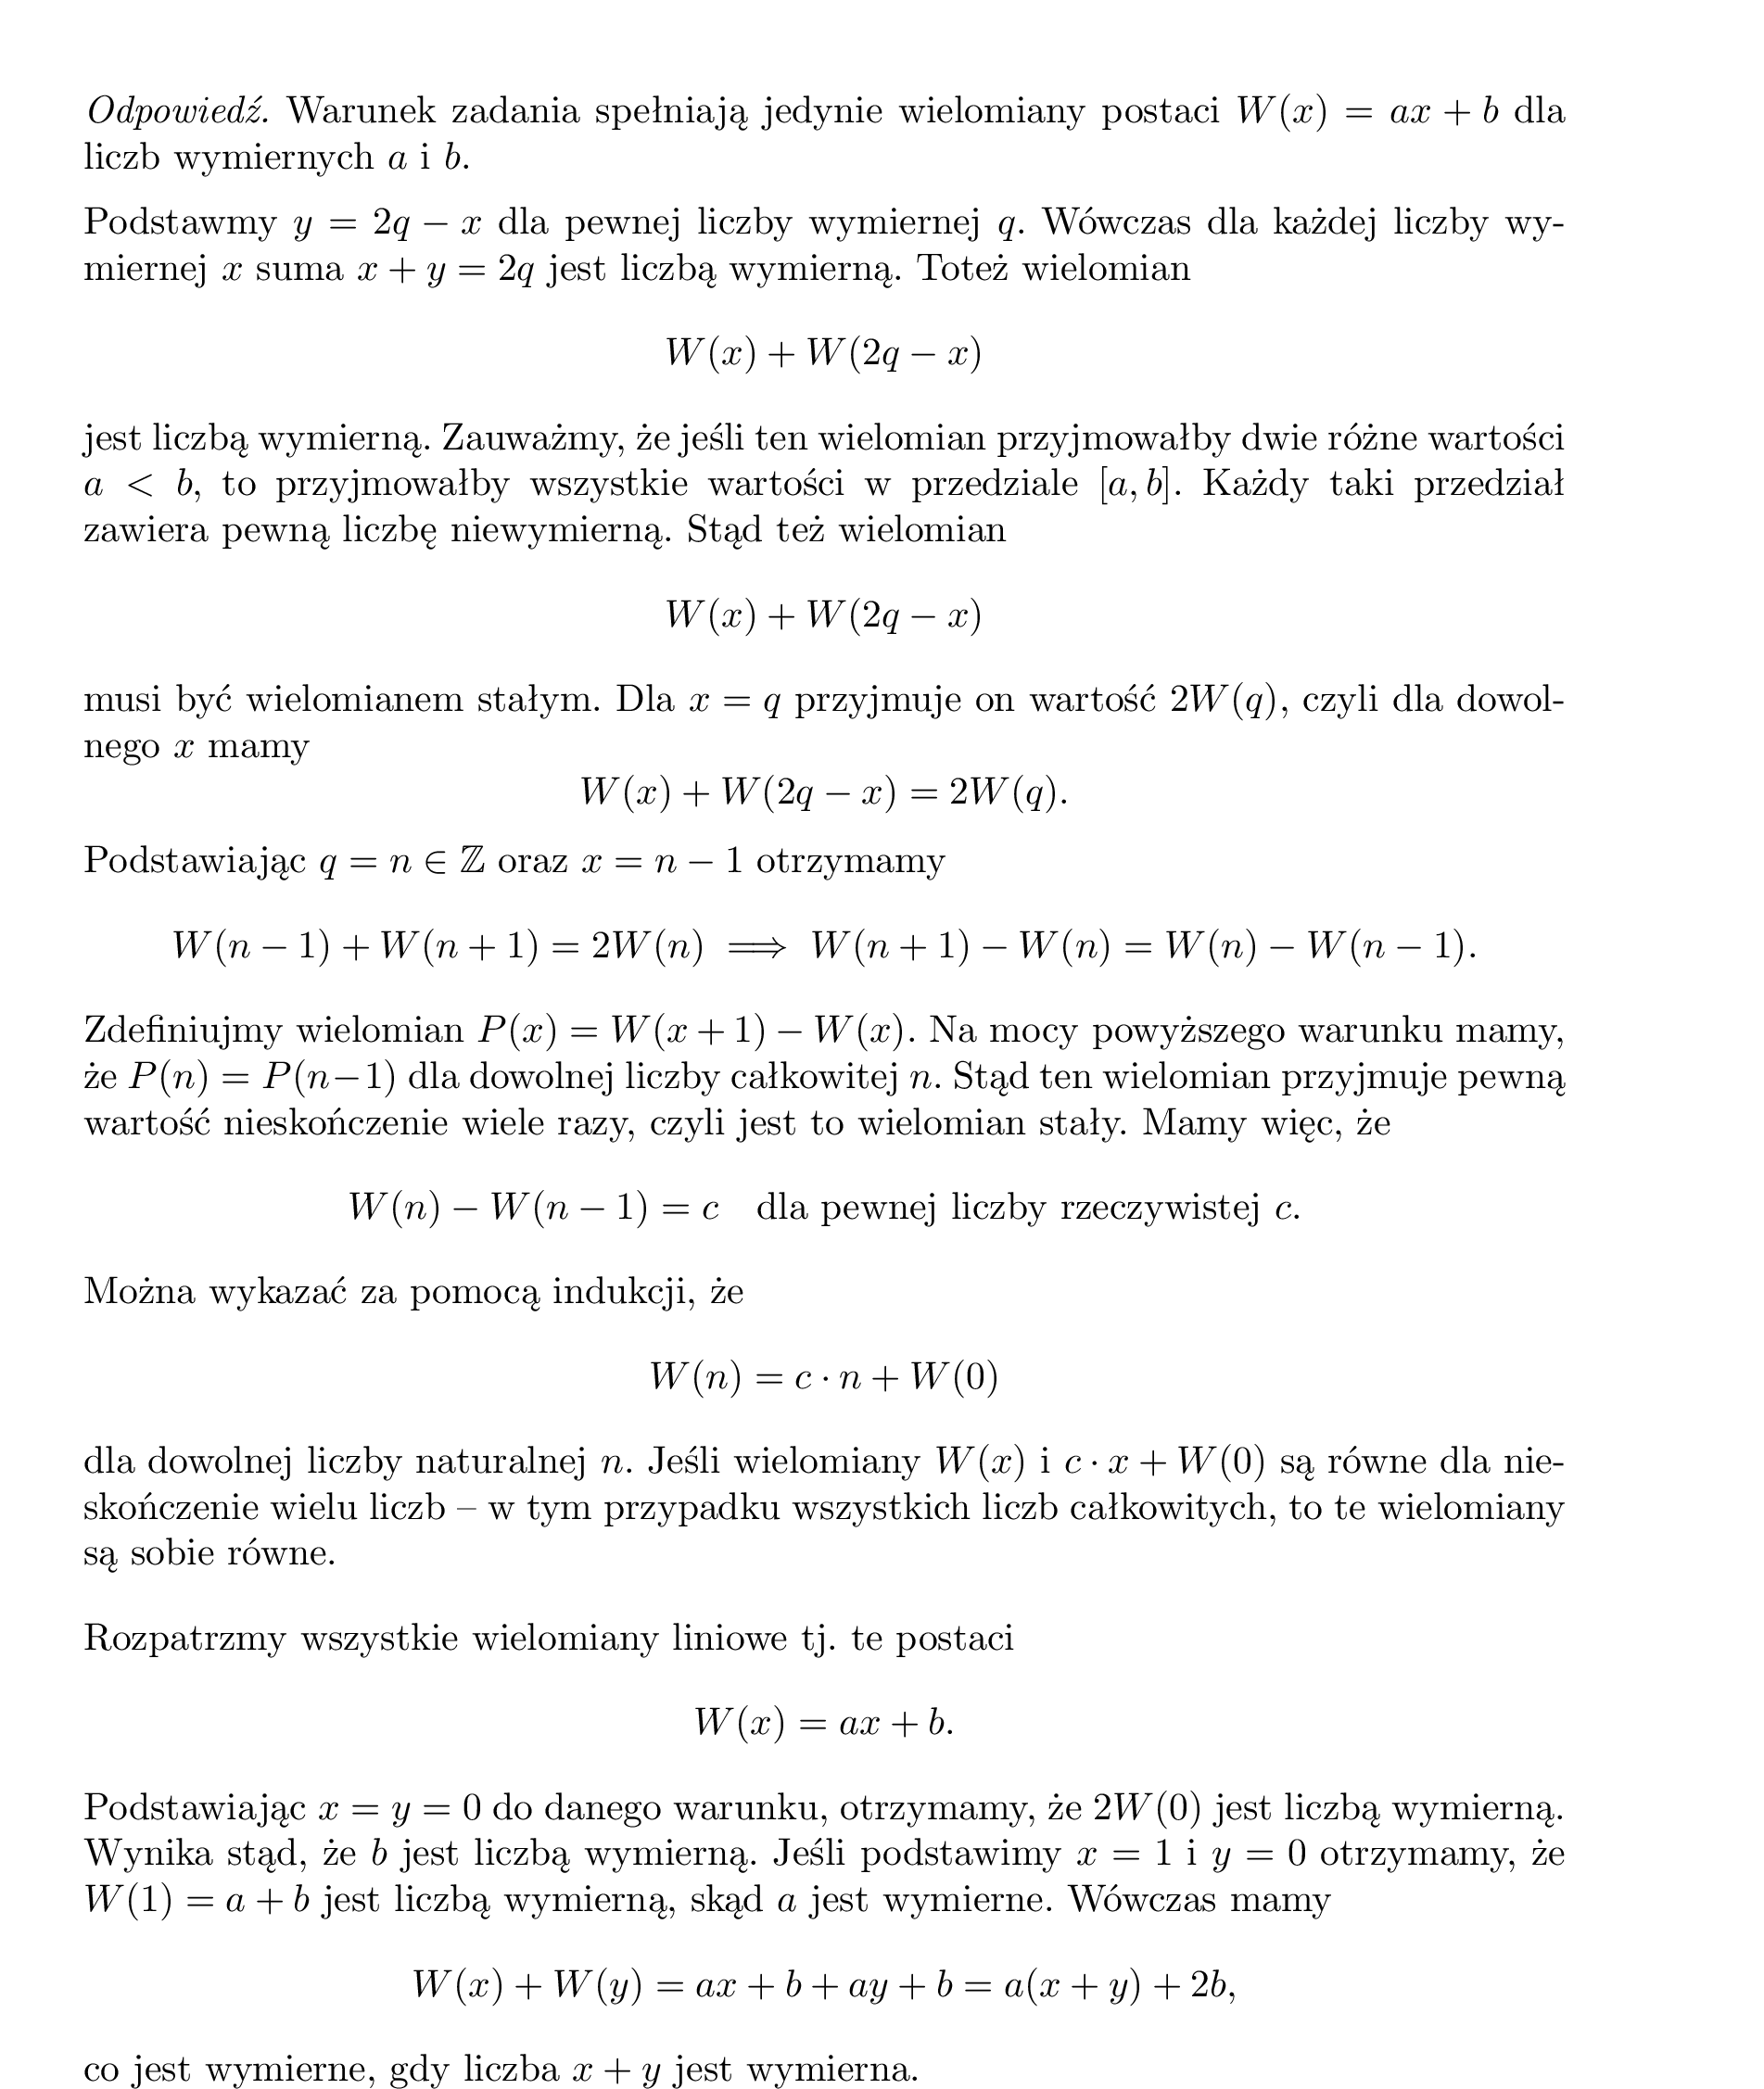 Odpowiedź. Warunek zadania spełniają jedynie wielomiany postaci W(x) = ax + b dla
liczb wymiernych a i b.
Podstawmy y = 2q − x dla pewnej liczby wymiernej q. Wówczas dla każdej liczby wy-
miernej x suma x + y = 2q jest liczbą wymierną. Toteż wielomian
W(x) + W(2q − x)
jest liczbą wymierną. Zauważmy, że jeśli ten wielomian przyjmowałby dwie różne wartości
a < b, to przyjmowałby wszystkie wartości w przedziale [a, b]. Każdy taki przedział
zawiera pewną liczbę niewymierną. Stąd też wielomian
W(x) + W(2q − x)
musi być wielomianem stałym. Dla x = q przyjmuje on wartość 2W(q), czyli dla dowol-
nego x mamy
W(x) + W(2q − x) = 2W(q).
Podstawiając q = n ∈ ℤ oraz x = n − 1 otrzymamy
W(n − 1) + W(n + 1) = 2W(n) ⟹ W(n + 1) − W(n) = W(n) − W(n − 1).
Zdefiniujmy wielomian P(x) = W(x + 1) − W(x). Na mocy powyższego warunku mamy,
że P(n) = P(n−1) dla dowolnej liczby całkowitej n. Stąd ten wielomian przyjmuje pewną
wartość nieskończenie wiele razy, czyli jest to wielomian stały. Mamy więc, że
W(n) − W(n − 1) = c dla pewnej liczby rzeczywistej c.
Można wykazać za pomocą indukcji, że
W(n) = c · n + W(0)
dla dowolnej liczby naturalnej n. Jeśli wielomiany W(x) i c · x + W(0) są równe dla nie-
skończenie wielu liczb – w tym przypadku wszystkich liczb całkowitych, to te wielomiany
są sobie równe.
Rozpatrzmy wszystkie wielomiany liniowe tj. te postaci
W(x) = ax + b.
Podstawiając x = y = 0 do danego warunku, otrzymamy, że 2W(0) jest liczbą wymierną.
Wynika stąd, że b jest liczbą wymierną. Jeśli podstawimy x = 1 i y = 0 otrzymamy, że
W(1) = a + b jest liczbą wymierną, skąd a jest wymierne. Wówczas mamy
W(x) + W(y) = ax + b + ay + b = a(x + y) + 2b,
co jest wymierne, gdy liczba x + y jest wymierna.